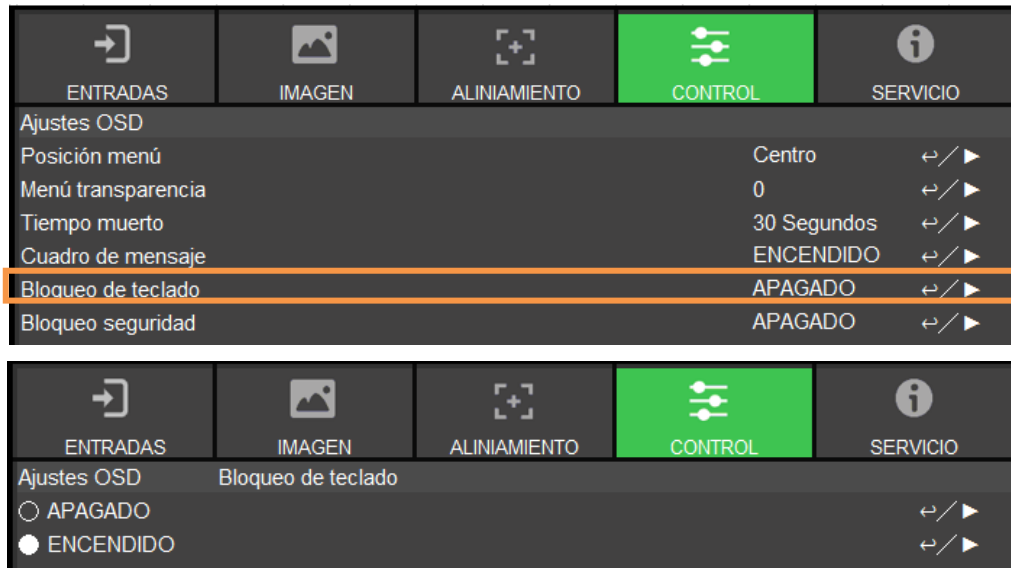 ENTRADAS IMAGEN ALINIAMIENTO CONTROL SERVICIO
Ajustes OSD
Posición menú Centro ↩/▶
Menú transparencia 0 ↩/▶
Tiempo muerto 30 Segundos ↩/▶
Cuadro de mensaje ENCENDIDO ↩/▶
Bloqueo de teclado APAGADO ↩/▶
Bloqueo seguridad APAGADO ↩/▶
ENTRADAS IMAGEN ALINIAMIENTO CONTROL SERVICIO
Ajustes OSD Bloqueo de teclado
APAGADO ↩/▶
ENCENDIDO ↩/▶